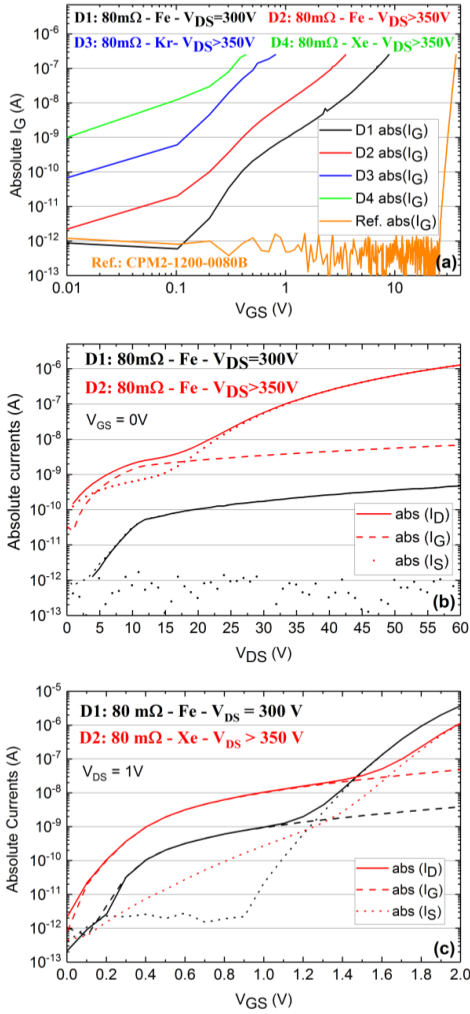 D1: 80mΩ - Fe - VDS=300V D2: 80mΩ - Fe - VDS>350V
D3: 80mΩ - Kr- VDS>350V D4: 80mΩ - Xe - VDS>350V
10-5
10-6
10-7
10-8
10-9
10-10
10-11
10-12
10-13
Absolute IG (A)
D1 abs(IG)
D2 abs(IG)
D3 abs(IG)
D4 abs(IG)
Ref. abs(IG)
Ref.: CPM2-1200-0080B
(a)
0.01 0.1 1 10
VGS (V)
D1: 80mΩ - Fe - VDS=300V
D2: 80mΩ - Fe - VDS>350V
VGS = 0V
10-6
10-7
10-8
10-9
10-10
10-11
10-12
10-13
Absolute currents (A)
abs (ID)
abs (IG)
abs (IS)
(b)
0 5 10 15 20 25 30 35 40 45 50 55 60
VDS (V)
D1: 80 mΩ - Fe - VDS = 300 V
D2: 80 mΩ - Xe - VDS > 350 V
VDS = 1V
10-5
10-6
10-7
10-8
10-9
10-10
10-11
10-12
10-13
Absolute Currents (A)
abs (ID)
abs (IG)
abs (IS)
(c)
0.0 0.2 0.4 0.6 0.8 1.0 1.2 1.4 1.6 1.8 2.0
VGS (V)